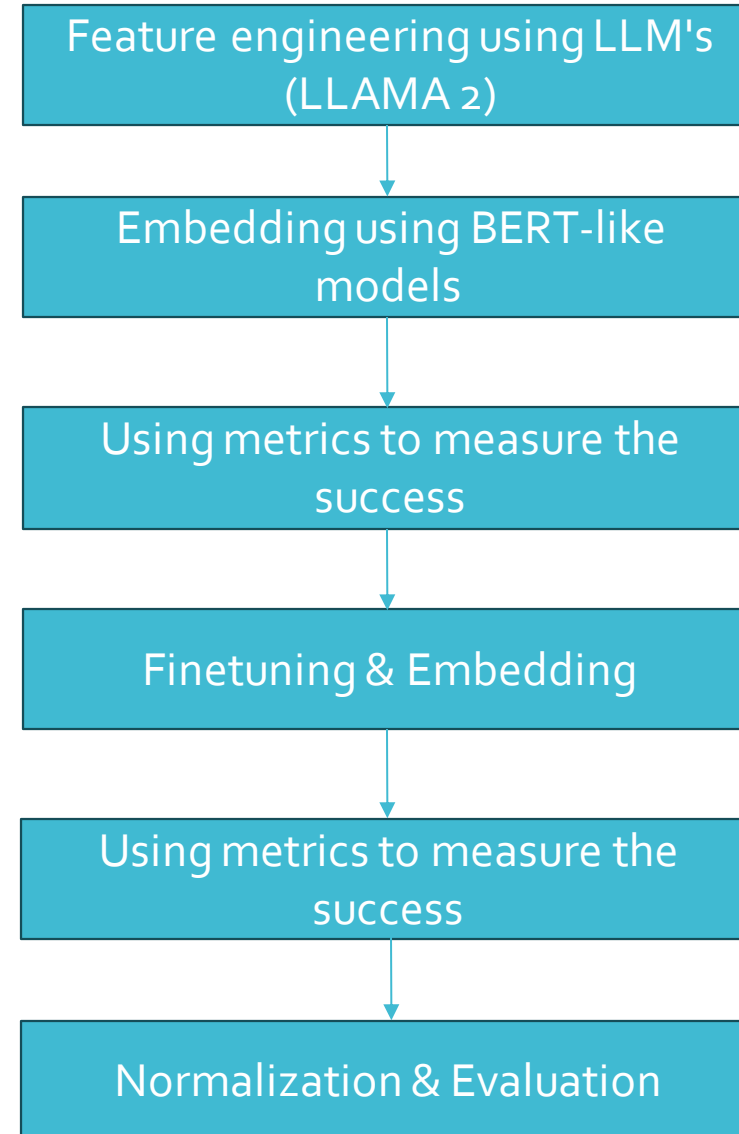 Feature engineering using LLM's
(LLAMA 2)
Embedding using BERT-like
models
Using metrics to measure the
success
Finetuning & Embedding
Using metrics to measure the
success
Normalization & Evaluation